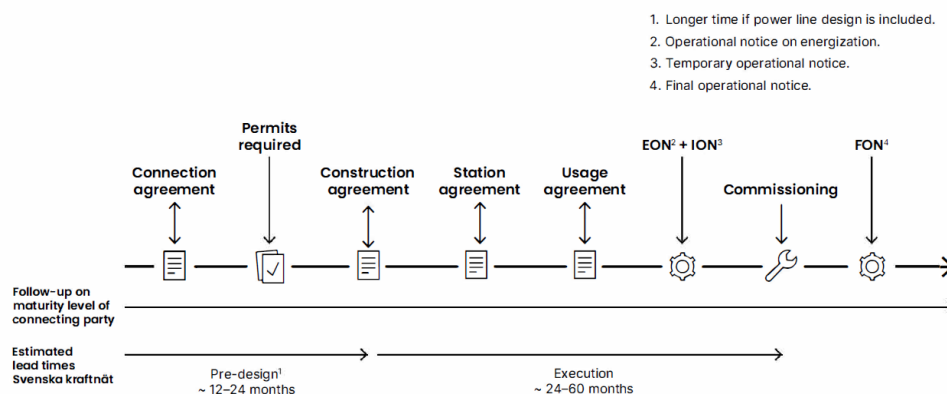 1. Longer time if power line design is included.
2. Operational notice on energization.
3. Temporary operational notice.
4. Final operational notice.
Permits
required
EON² + ION³
FON⁴
Connection
agreement
Construction
agreement
Station
agreement
Usage
agreement
Commissioning
Follow-up on
maturity level of
connecting party
Estimated
lead times
Svenska kraftnät
Pre-design¹
~ 12–24 months
Execution
~ 24–60 months